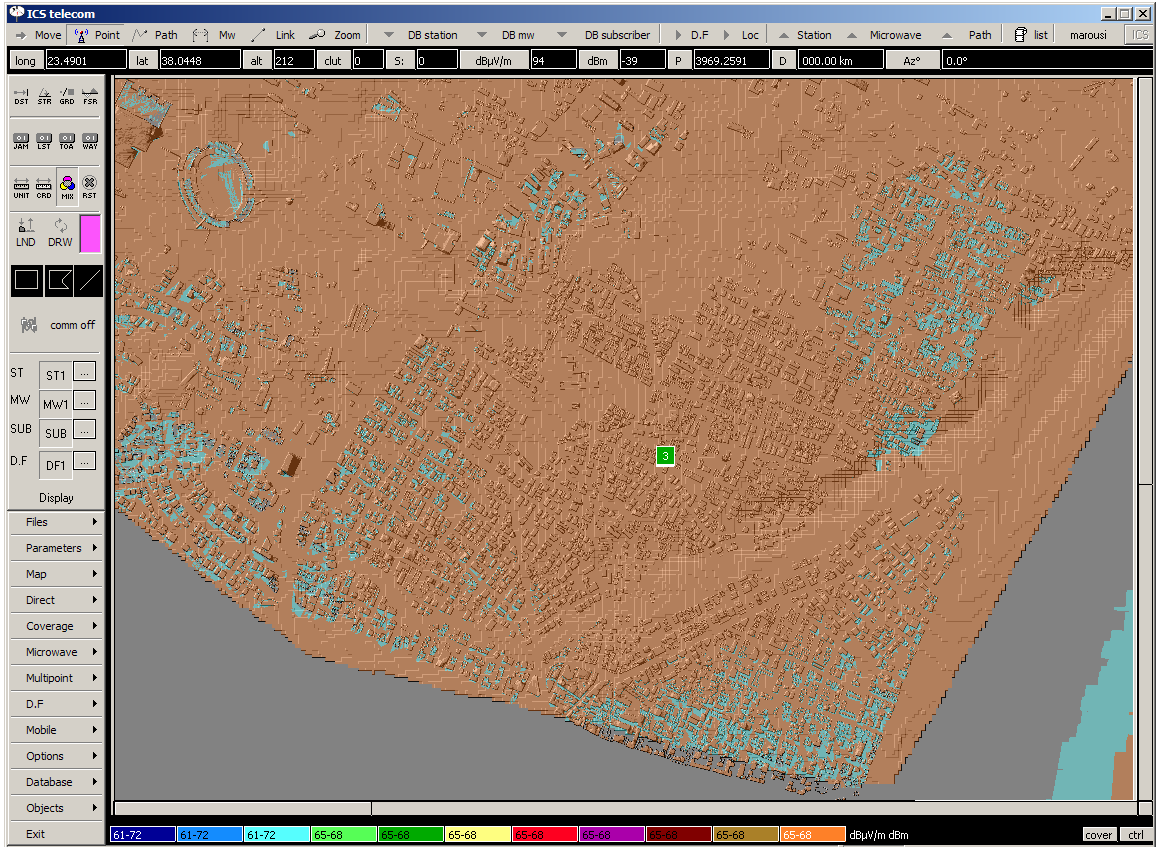 ICS telecom
Move Point Path Mw Link Zoom DB station DB mw DB subscriber D.F Loc Station Microwave Path list marousi ICS
long 23.4901 lat 38.0448 alt 212 clut 0 S: 0 dBµV/m 94 dBm -39 P 3969.2591 D 000.00 km Az° 0.0°
DST STR GRD FSR
JAM LST TOA WAY
UNIT CRD MIX RST
LND DRW
comm off
ST ST1 ...
MW MW1 ...
SUB SUB ...
D.F DF1 ...
Display
3
Files
Parameters
Map
Direct
Coverage
Microwave
Multipoint
D.F
Mobile
Options
Database
Objects
Exit
61-72 61-72 61-72 65-68 65-68 65-68 65-68 65-68 65-68 65-68 65-68 dBµV/m dBm cover ctrl